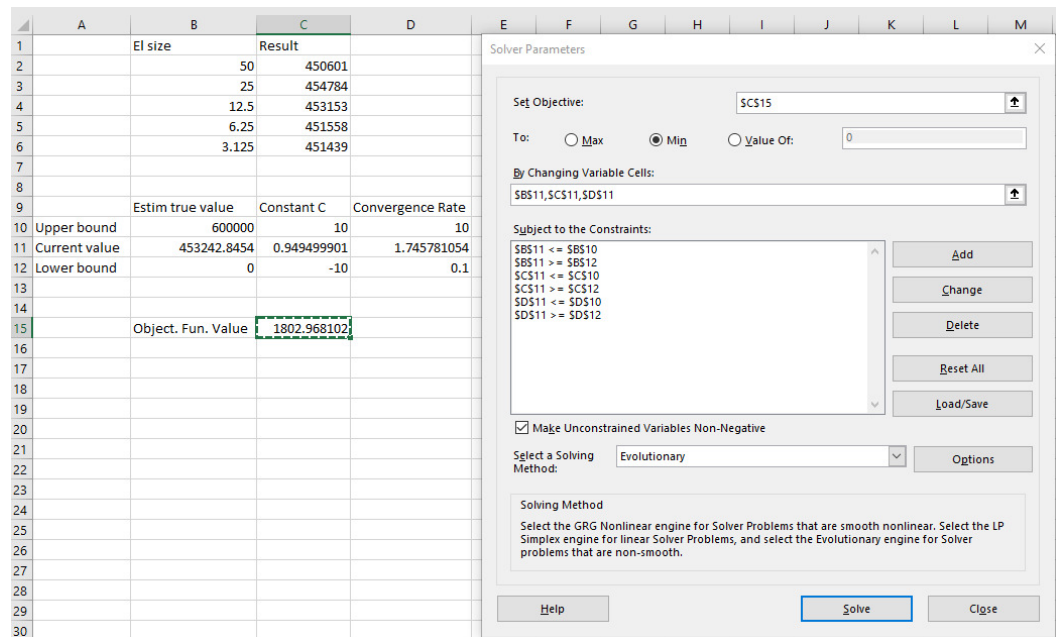 A B C D E F G H I J K L M
1 El size Result
2 50 450601
3 25 454784
4 12.5 453153
5 6.25 451558
6 3.125 451439
7
8
9 Estim true value Constant C Convergence Rate
10 Upper bound 600000 10 10
11 Current value 453242.8454 0.949499901 1.745781054
12 Lower bound 0 -10 0.1
13
14
15 Object. Fun. Value 1802.968102
16
17
18
19
20
21
22
23
24
25
26
27
28
29
30
Solver Parameters
Set Objective: $C$15
To: Max Min Value Of: 0
By Changing Variable Cells:
$B$11,$C$11,$D$11
Subject to the Constraints:
$B$11 <= $B$10
$B$11 >= $B$12
$C$11 <= $C$10
$C$11 >= $C$12
$D$11 <= $D$10
$D$11 >= $D$12
Add
Change
Delete
Reset All
Load/Save
Make Unconstrained Variables Non-Negative
Select a Solving Method: Evolutionary Options
Solving Method
Select the GRG Nonlinear engine for Solver Problems that are smooth nonlinear. Select the LP
Simplex engine for linear Solver Problems, and select the Evolutionary engine for Solver
problems that are non-smooth.
Help Solve Close